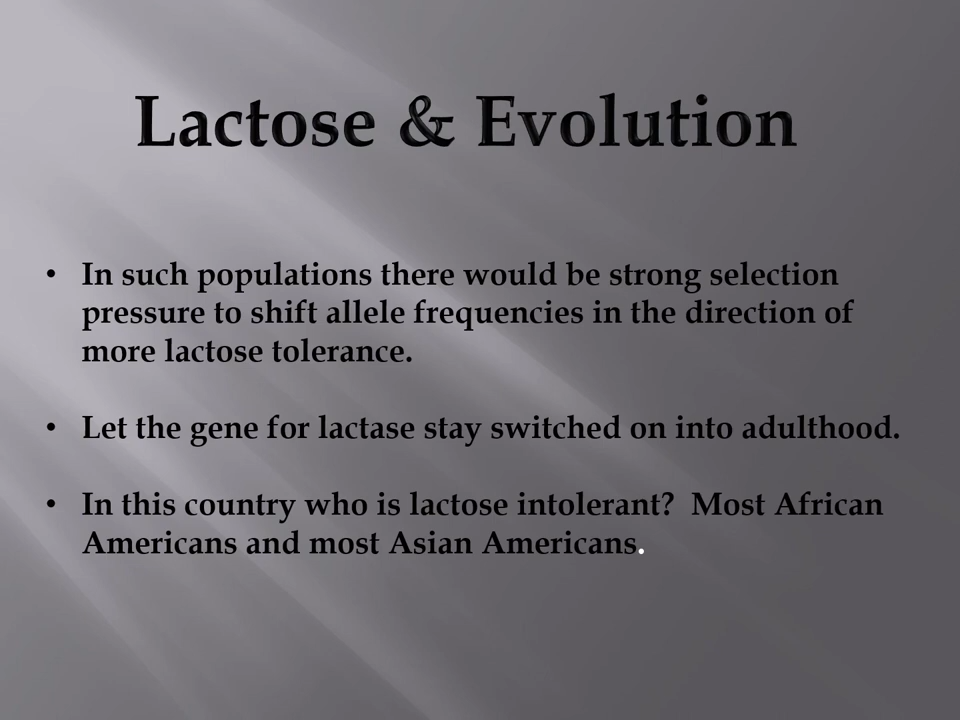 Lactose & Evolution
• In such populations there would be strong selection
pressure to shift allele frequencies in the direction of
more lactose tolerance.
• Let the gene for lactase stay switched on into adulthood.
• In this country who is lactose intolerant?  Most African
Americans and most Asian Americans.